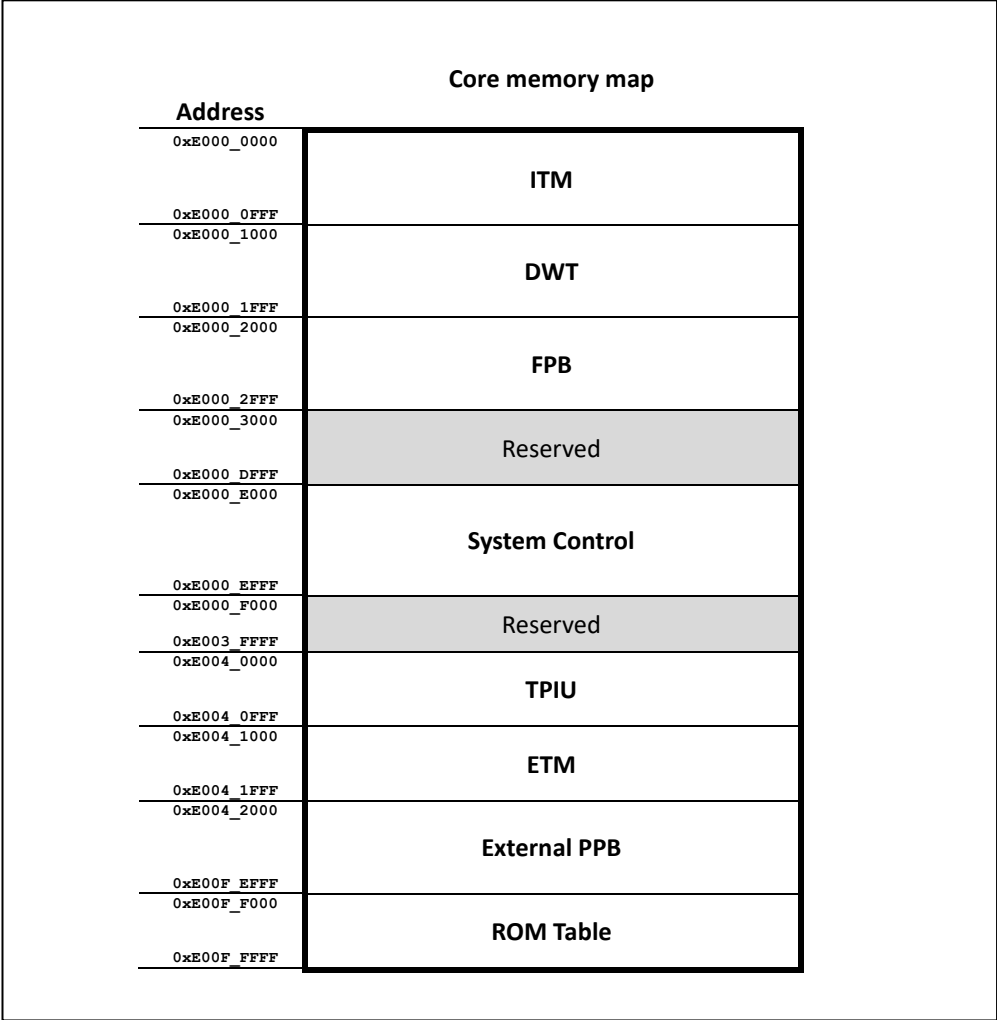 Core memory map
Address
0xE000_0000
ITM
0xE000_0FFF
0xE000_1000
DWT
0xE000_1FFF
0xE000_2000
FPB
0xE000_2FFF
0xE000_3000
Reserved
0xE000_DFFF
0xE000_E000
System Control
0xE000_EFFF
0xE000_F000
Reserved
0xE003_FFFF
0xE004_0000
TPIU
0xE004_0FFF
0xE004_1000
ETM
0xE004_1FFF
0xE004_2000
External PPB
0xE00F_EFFF
0xE00F_F000
ROM Table
0xE00F_FFFF